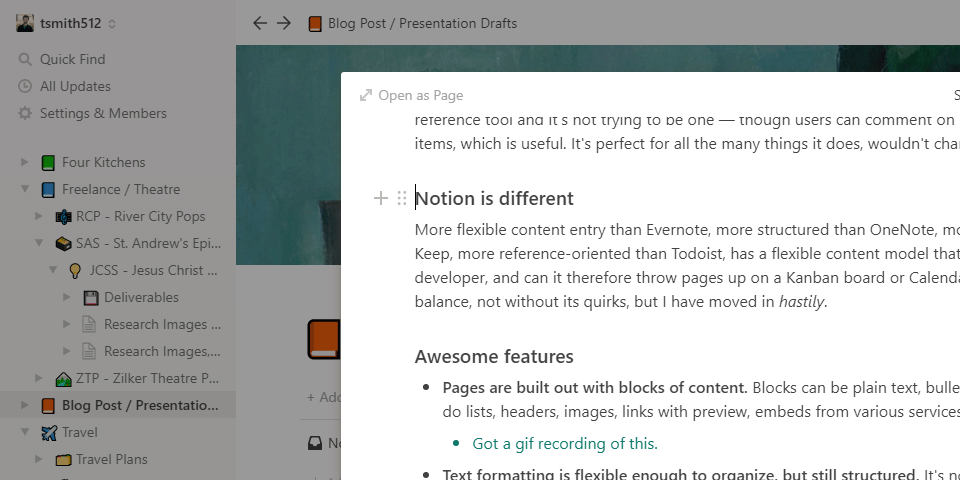 tsmith512
Quick Find
All Updates
Settings & Members
Four Kitchens
Freelance / Theatre
RCP - River City Pops
SAS - St. Andrew's Epi...
JCSS - Jesus Christ ...
Deliverables
Research Images ...
Research Images,...
ZTP - Zilker Theatre P...
Blog Post / Presentatio...
Travel
Travel Plans
Blog Post / Presentation Drafts
+ Add
No
Open as Page
S
reference tool and it's not trying to be one — though users can comment on
items, which is useful. It's perfect for all the many things it does, wouldn't cha
Notion is different
More flexible content entry than Evernote, more structured than OneNote, mo
Keep, more reference-oriented than Todoist, has a flexible content model that
developer, and can it therefore throw pages up on a Kanban board or Calenda
balance, not without its quirks, but I have moved in hastily.
Awesome features
• Pages are built out with blocks of content. Blocks can be plain text, bulle
do lists, headers, images, links with preview, embeds from various services
• Got a gif recording of this.
• Text formatting is flexible enough to organize, but still structured. It's no